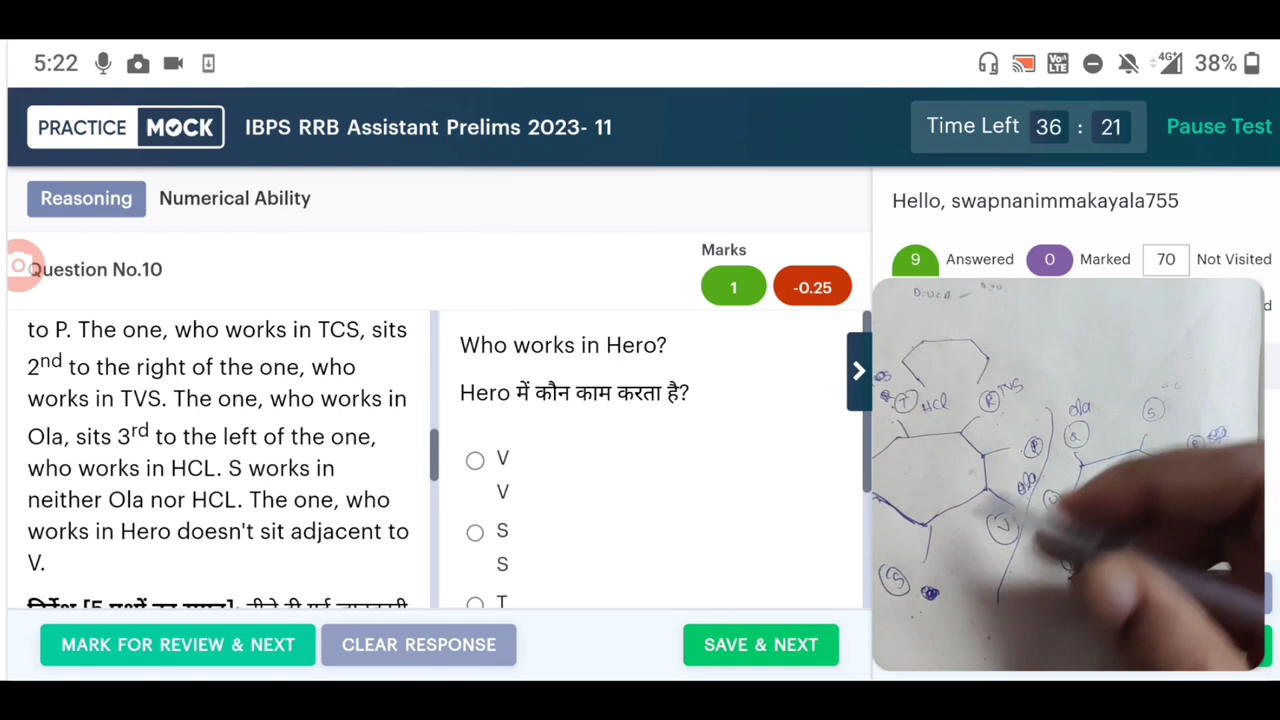 5:22
VoLTE 4G+ 38%
PRACTICE MOCK IBPS RRB Assistant Prelims 2023- 11 Time Left 36 : 21 Pause Test
Reasoning Numerical Ability
Hello, swapnanimmakayala755
Question No.10
Marks
1 -0.25
9 Answered 0 Marked 70 Not Visited
to P. The one, who works in TCS, sits
2nd to the right of the one, who
works in TVS. The one, who works in
Ola, sits 3rd to the left of the one,
who works in HCL. S works in
neither Ola nor HCL. The one, who
works in Hero doesn't sit adjacent to
V.
Who works in Hero?
Hero में कौन काम करता है?
V
V
S
S
T
T HCl R TVS
P
Ola
V
S
Ola
Q
S
MARK FOR REVIEW & NEXT CLEAR RESPONSE SAVE & NEXT